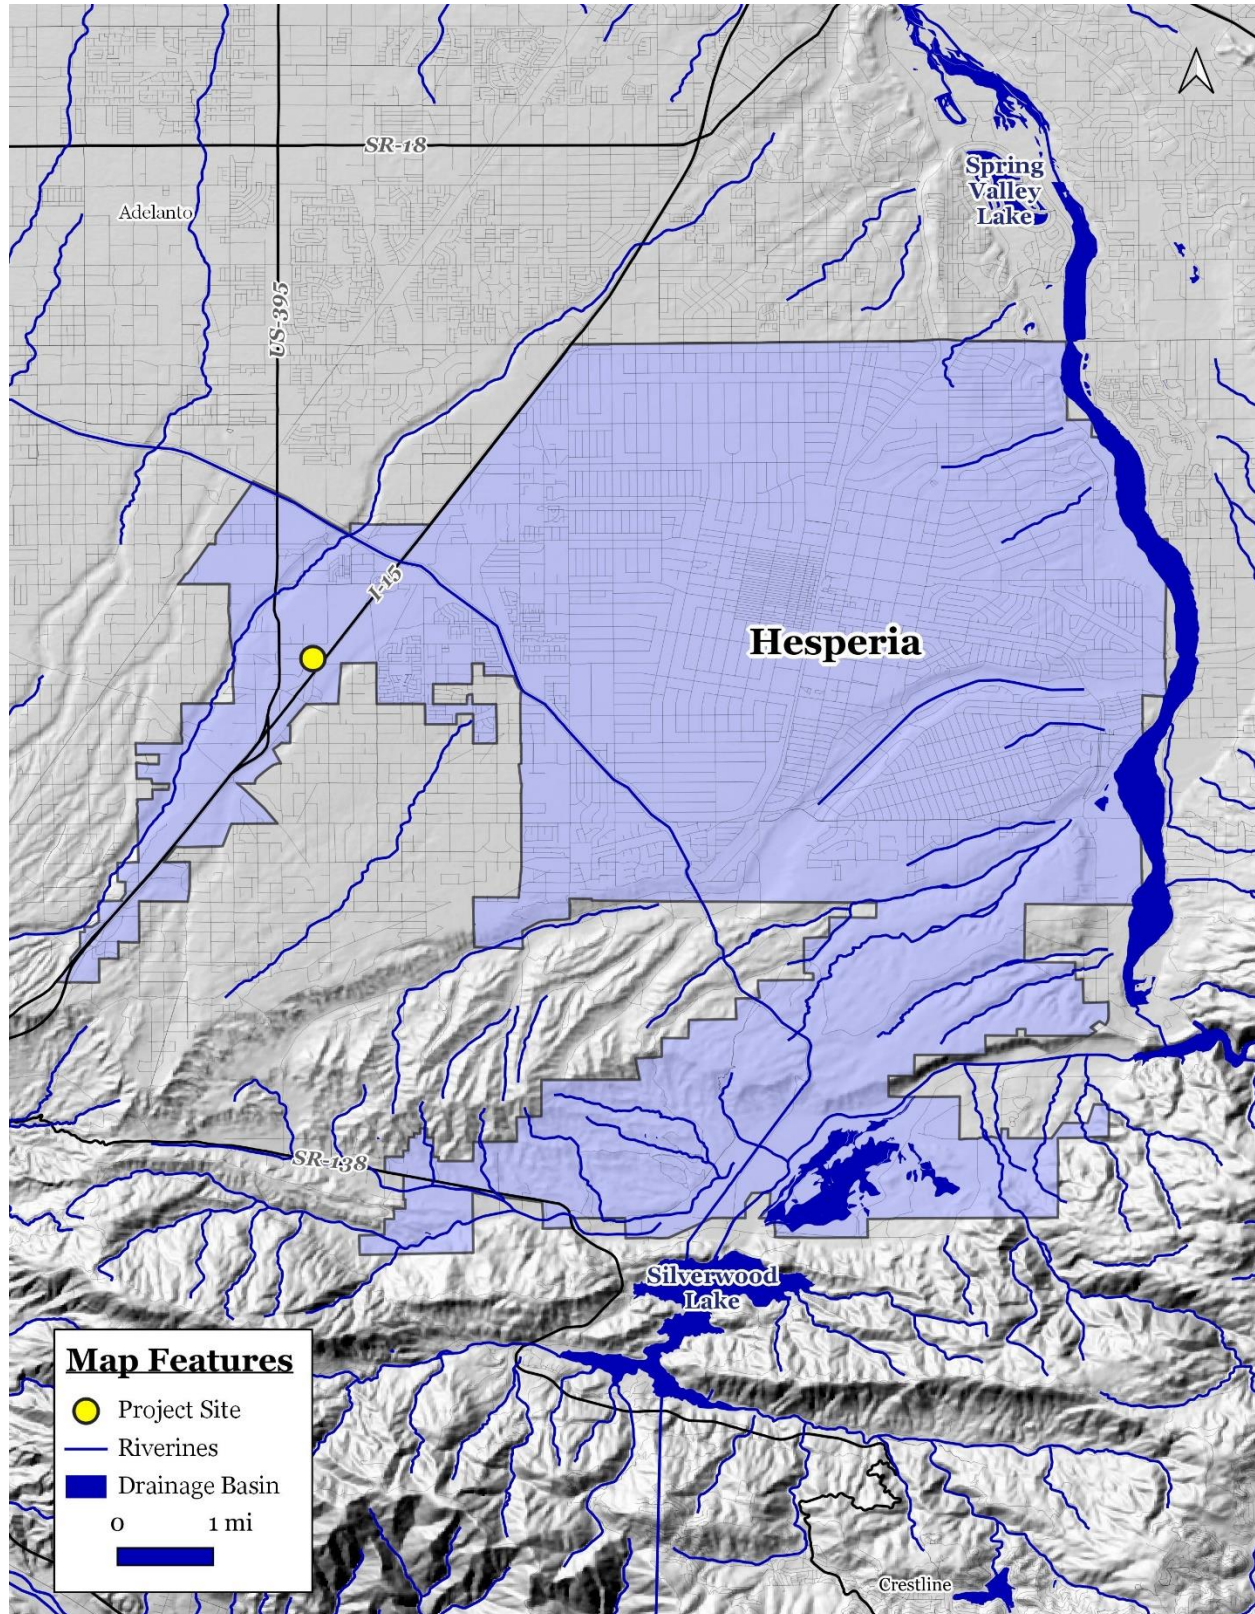 SR-18
Spring
Valley
Lake
Adelanto
US-395
I-15
Hesperia
SR-138
Silverwood
Lake
Map Features
Project Site
Riverines
Drainage Basin
0 1 mi
Crestline